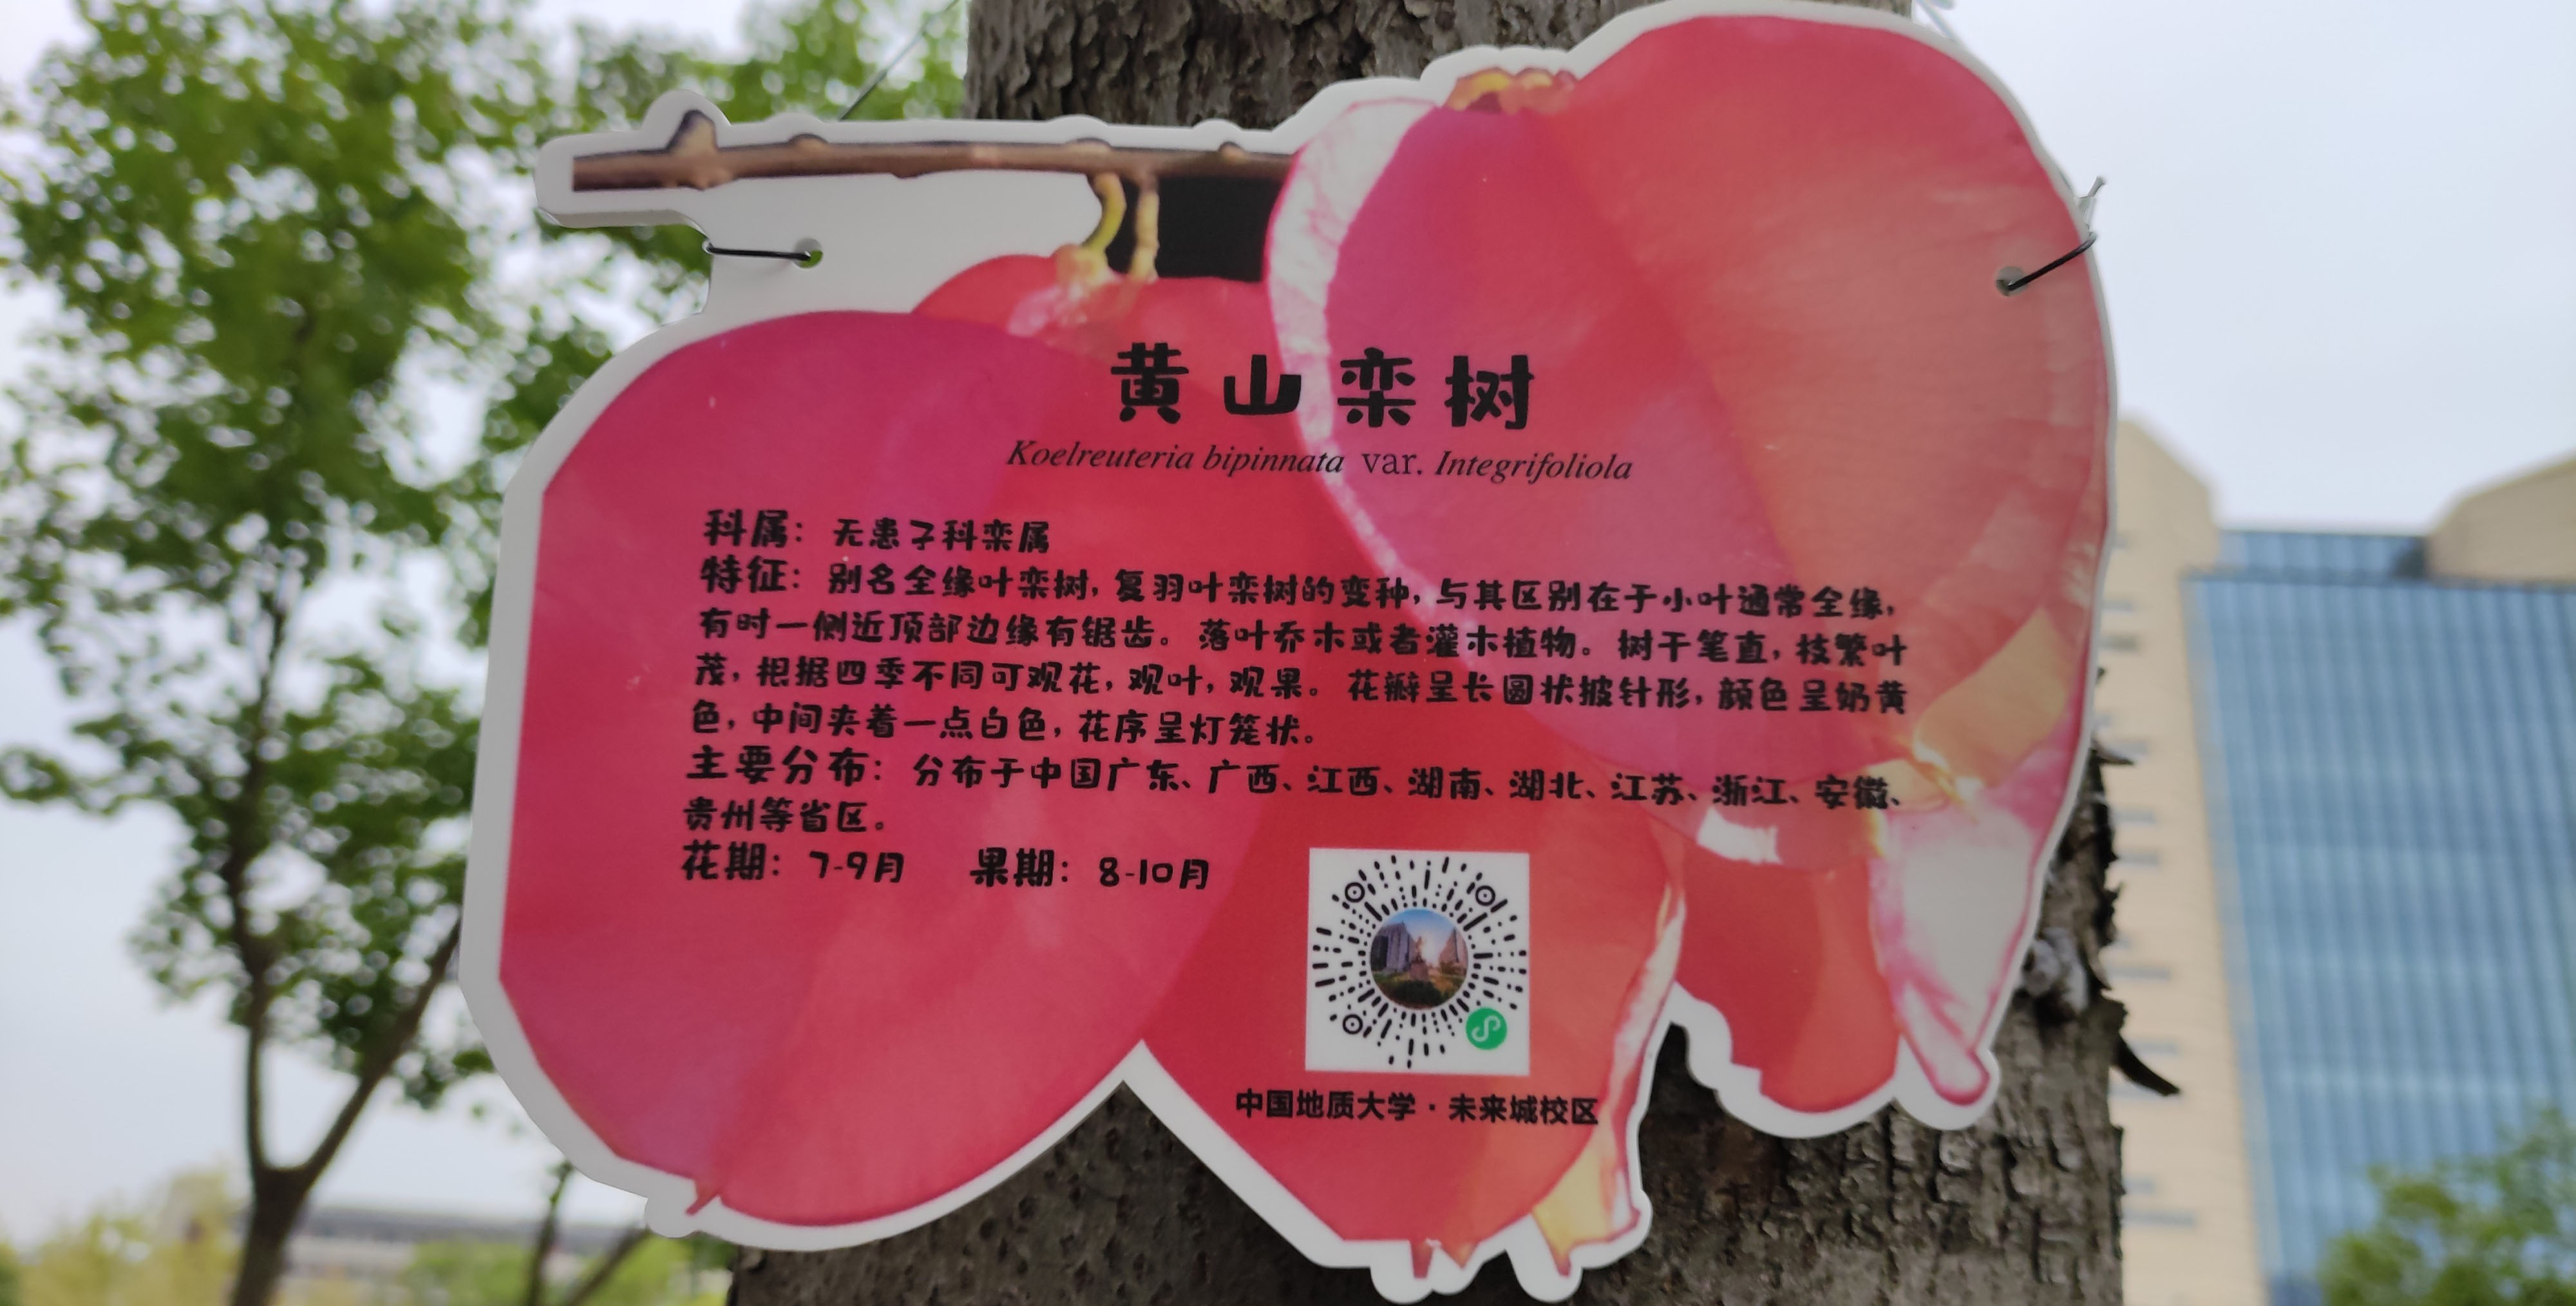 黄山栾树
Koelreuteria bipinnata var. Integrifoliola
科属：无患子科栾属
特征：别名全缘叶栾树，复羽叶栾树的变种，与其区别在于小叶通常全缘，
有时一侧近顶部边缘有锯齿。落叶乔木或者灌木植物。树干笔直，枝繁叶
茂，根据四季不同可观花，观叶，观果。花瓣呈长圆状披针形，颜色呈奶黄
色，中间夹着一点白色，花序呈灯笼状。
主要分布：分布于中国广东、广西、江西、湖南、湖北、江苏、浙江、安徽、
贵州等省区。
花期：7-9月 果期：8-10月
中国地质大学·未来城校区